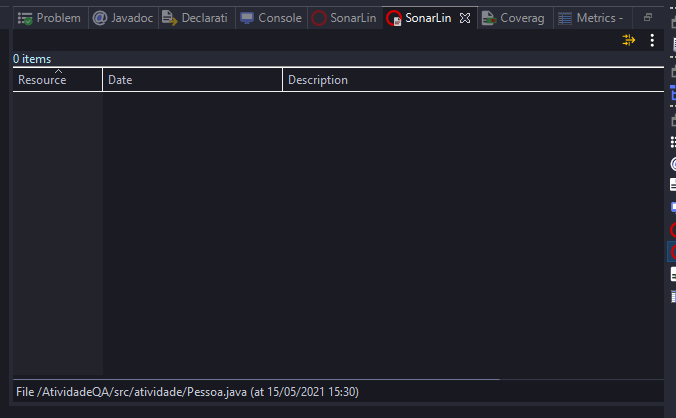 Problem Javadoc Declarati Console SonarLin SonarLin Coverag Metrics -
0 items
Resource Date Description
File /AtividadeQA/src/atividade/Pessoa.java (at 15/05/2021 15:30)